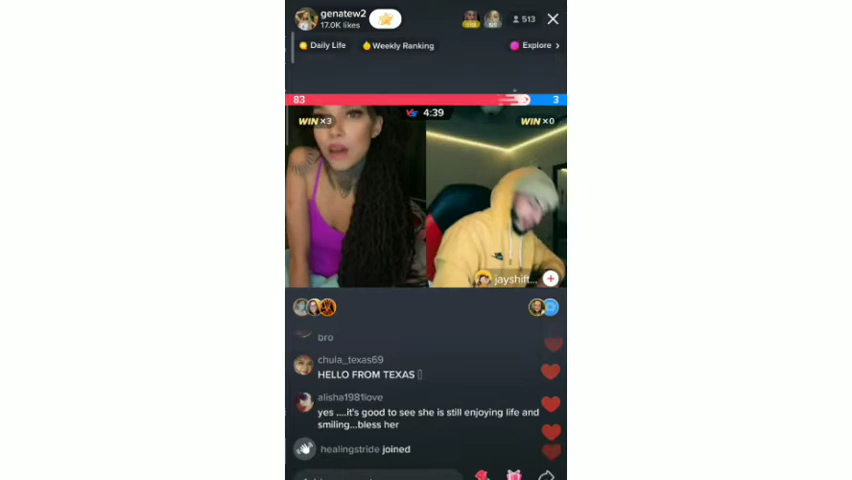 genatew2
17.0K likes
513
Daily Life
Weekly Ranking
Explore
83
3
WIN ×3
VS 4:39
WIN ×0
jayshift...
bro
chula_texas69
HELLO FROM TEXAS
alisha1981love
yes ....it's good to see she is still enjoying life and
smiling...bless her
healingstride joined